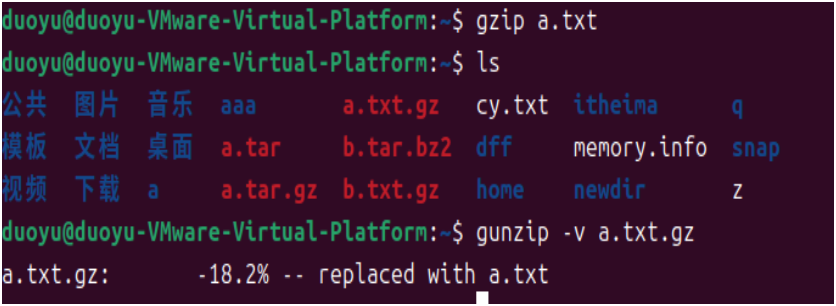 duoyu@duoyu-VMware-Virtual-Platform:~$ gzip a.txt
duoyu@duoyu-VMware-Virtual-Platform:~$ ls
公共 图片 音乐 aaa a.txt.gz cy.txt itheima q
模板 文档 桌面 a.tar b.tar.bz2 dff memory.info snap
视频 下载 a a.tar.gz b.txt.gz home newdir z
duoyu@duoyu-VMware-Virtual-Platform:~$ gunzip -v a.txt.gz
a.txt.gz: -18.2% -- replaced with a.txt